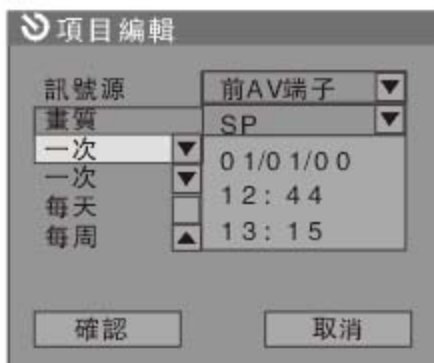 項目編輯
訊號源 前AV端子
畫質 SP
一次 01/01/00
一次 12:44
每天
每周 13:15
確認 取消